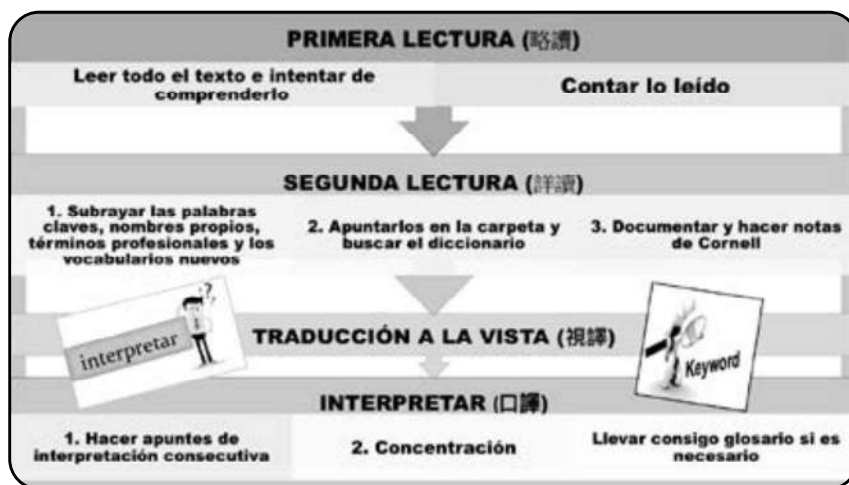 PRIMERA LECTURA (略讀)
Leer todo el texto e intentar de
comprenderlo
Contar lo leído
SEGUNDA LECTURA (詳讀)
1. Subrayar las palabras
claves, nombres propios,
términos profesionales y los
vocabularios nuevos
2. Apuntarlos en la carpeta y
buscar el diccionario
3. Documentar y hacer notas
de Cornell
interpretar
TRADUCCIÓN A LA VISTA (視譯)
Keyword
INTERPRETAR (口譯)
1. Hacer apuntes de
interpretación consecutiva
2. Concentración
Llevar consigo glosario si es
necesario